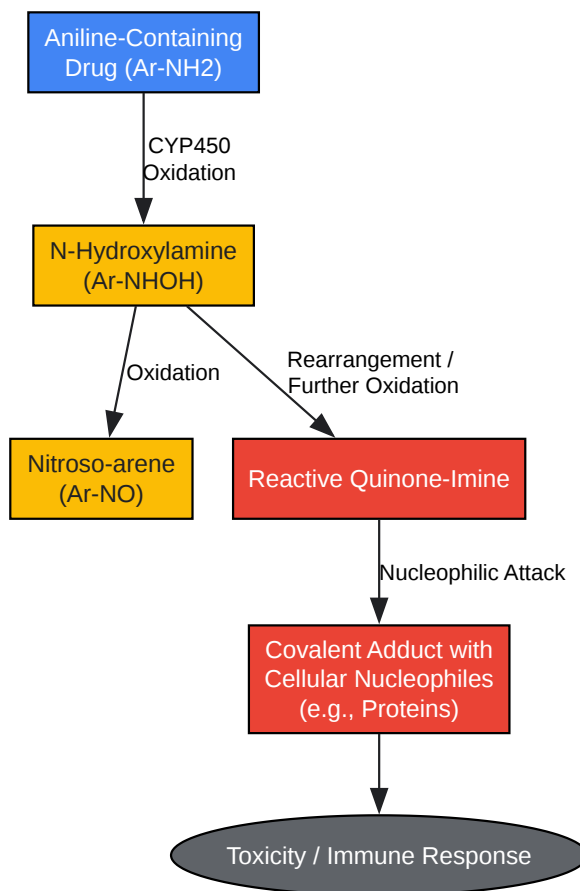 Aniline-Containing
Drug (Ar-NH2)
CYP450
Oxidation
N-Hydroxylamine
(Ar-NHOH)
Oxidation
Rearrangement /
Further Oxidation
Nitroso-arene
(Ar-NO)
Reactive Quinone-Imine
Nucleophilic Attack
Covalent Adduct with
Cellular Nucleophiles
(e.g., Proteins)
Toxicity / Immune Response